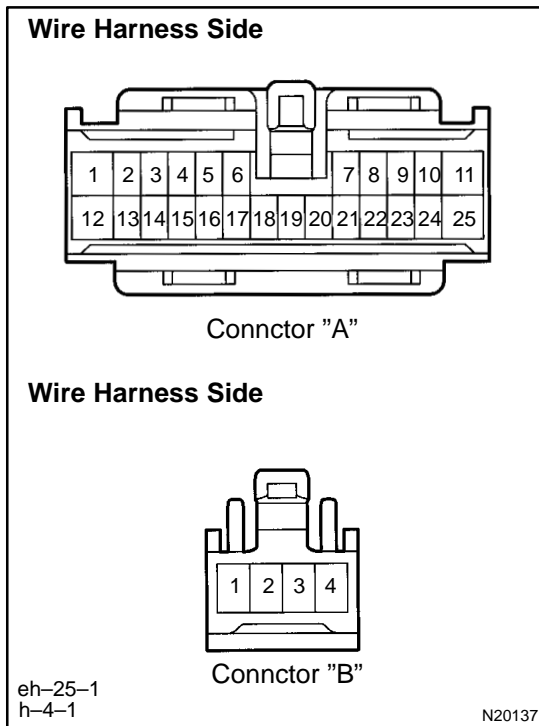 Wire Harness Side
1 2 3 4 5 6 7 8 9 10 11
12 13 14 15 16 17 18 19 20 21 22 23 24 25
Connctor ”A”
Wire Harness Side
1 2 3 4
Connctor ”B”
eh–25–1
h–4–1
N20137